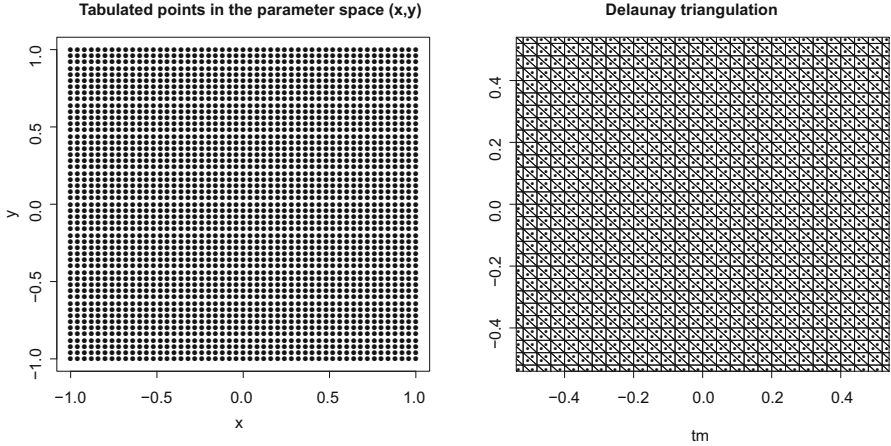 Tabulated points in the parameter space (x,y)
Delaunay triangulation
1.0
0.5
0.0
−0.5
−1.0
y
−1.0 −0.5 0.0 0.5 1.0
x
0.4
0.2
0.0
−0.2
−0.4
−0.4 −0.2 0.0 0.2 0.4
tm